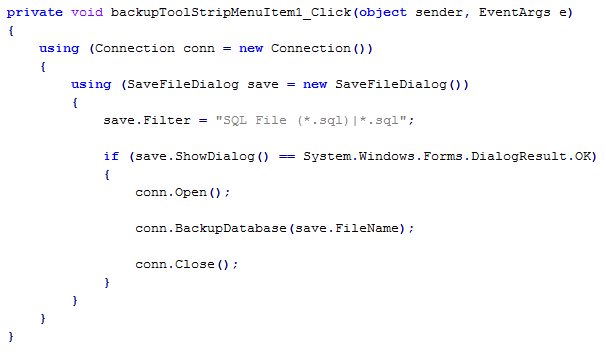 private void backupToolStripMenuItem1_Click(object sender, EventArgs e)
{
    using (Connection conn = new Connection())
    {
        using (SaveFileDialog save = new SaveFileDialog())
        {
            save.Filter = "SQL File (*.sql)|*.sql";

            if (save.ShowDialog() == System.Windows.Forms.DialogResult.OK)
            {
                conn.Open();

                conn.BackupDatabase(save.FileName);

                conn.Close();
            }
        }
    }
}